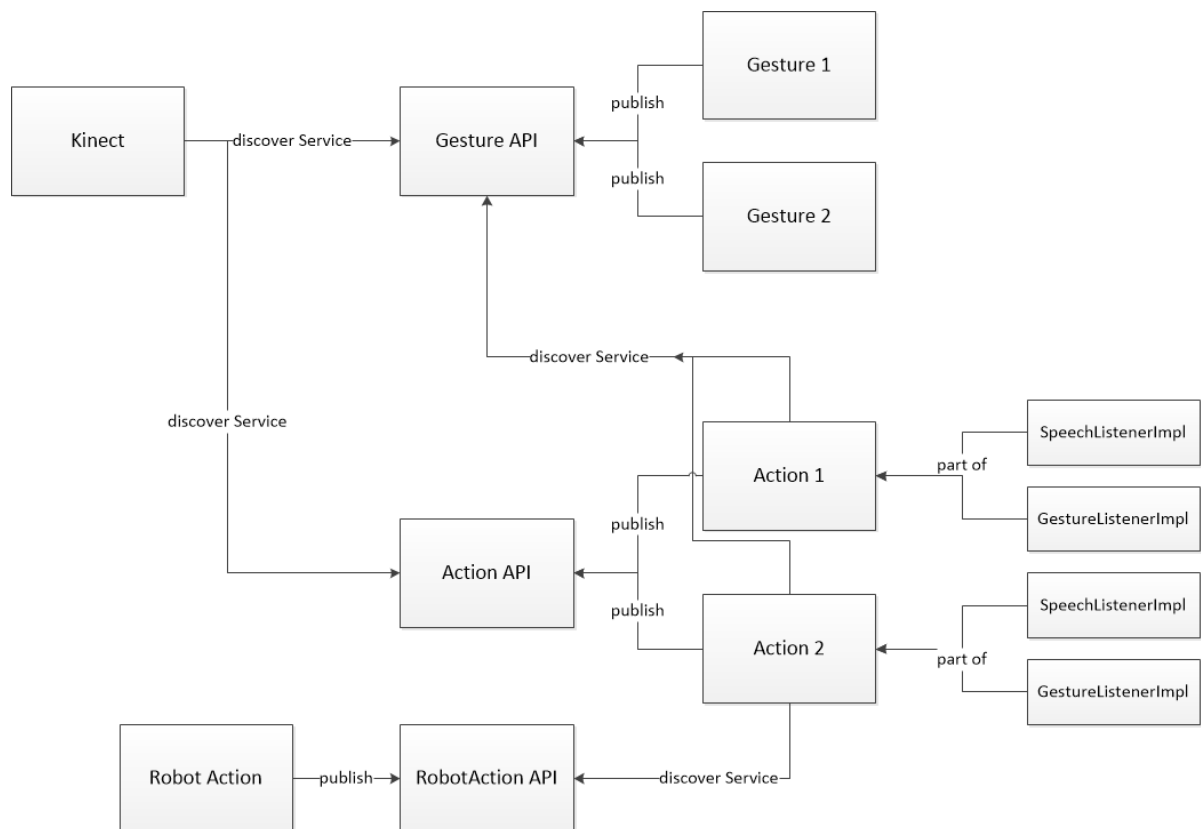 Gesture 1
publish
Kinect
discover Service
Gesture API
publish
Gesture 2
discover Service
discover Service
SpeechListenerImpl
Action 1
part of
GestureListenerImpl
publish
Action API
SpeechListenerImpl
publish
Action 2
part of
GestureListenerImpl
Robot Action
publish
RobotAction API
discover Service